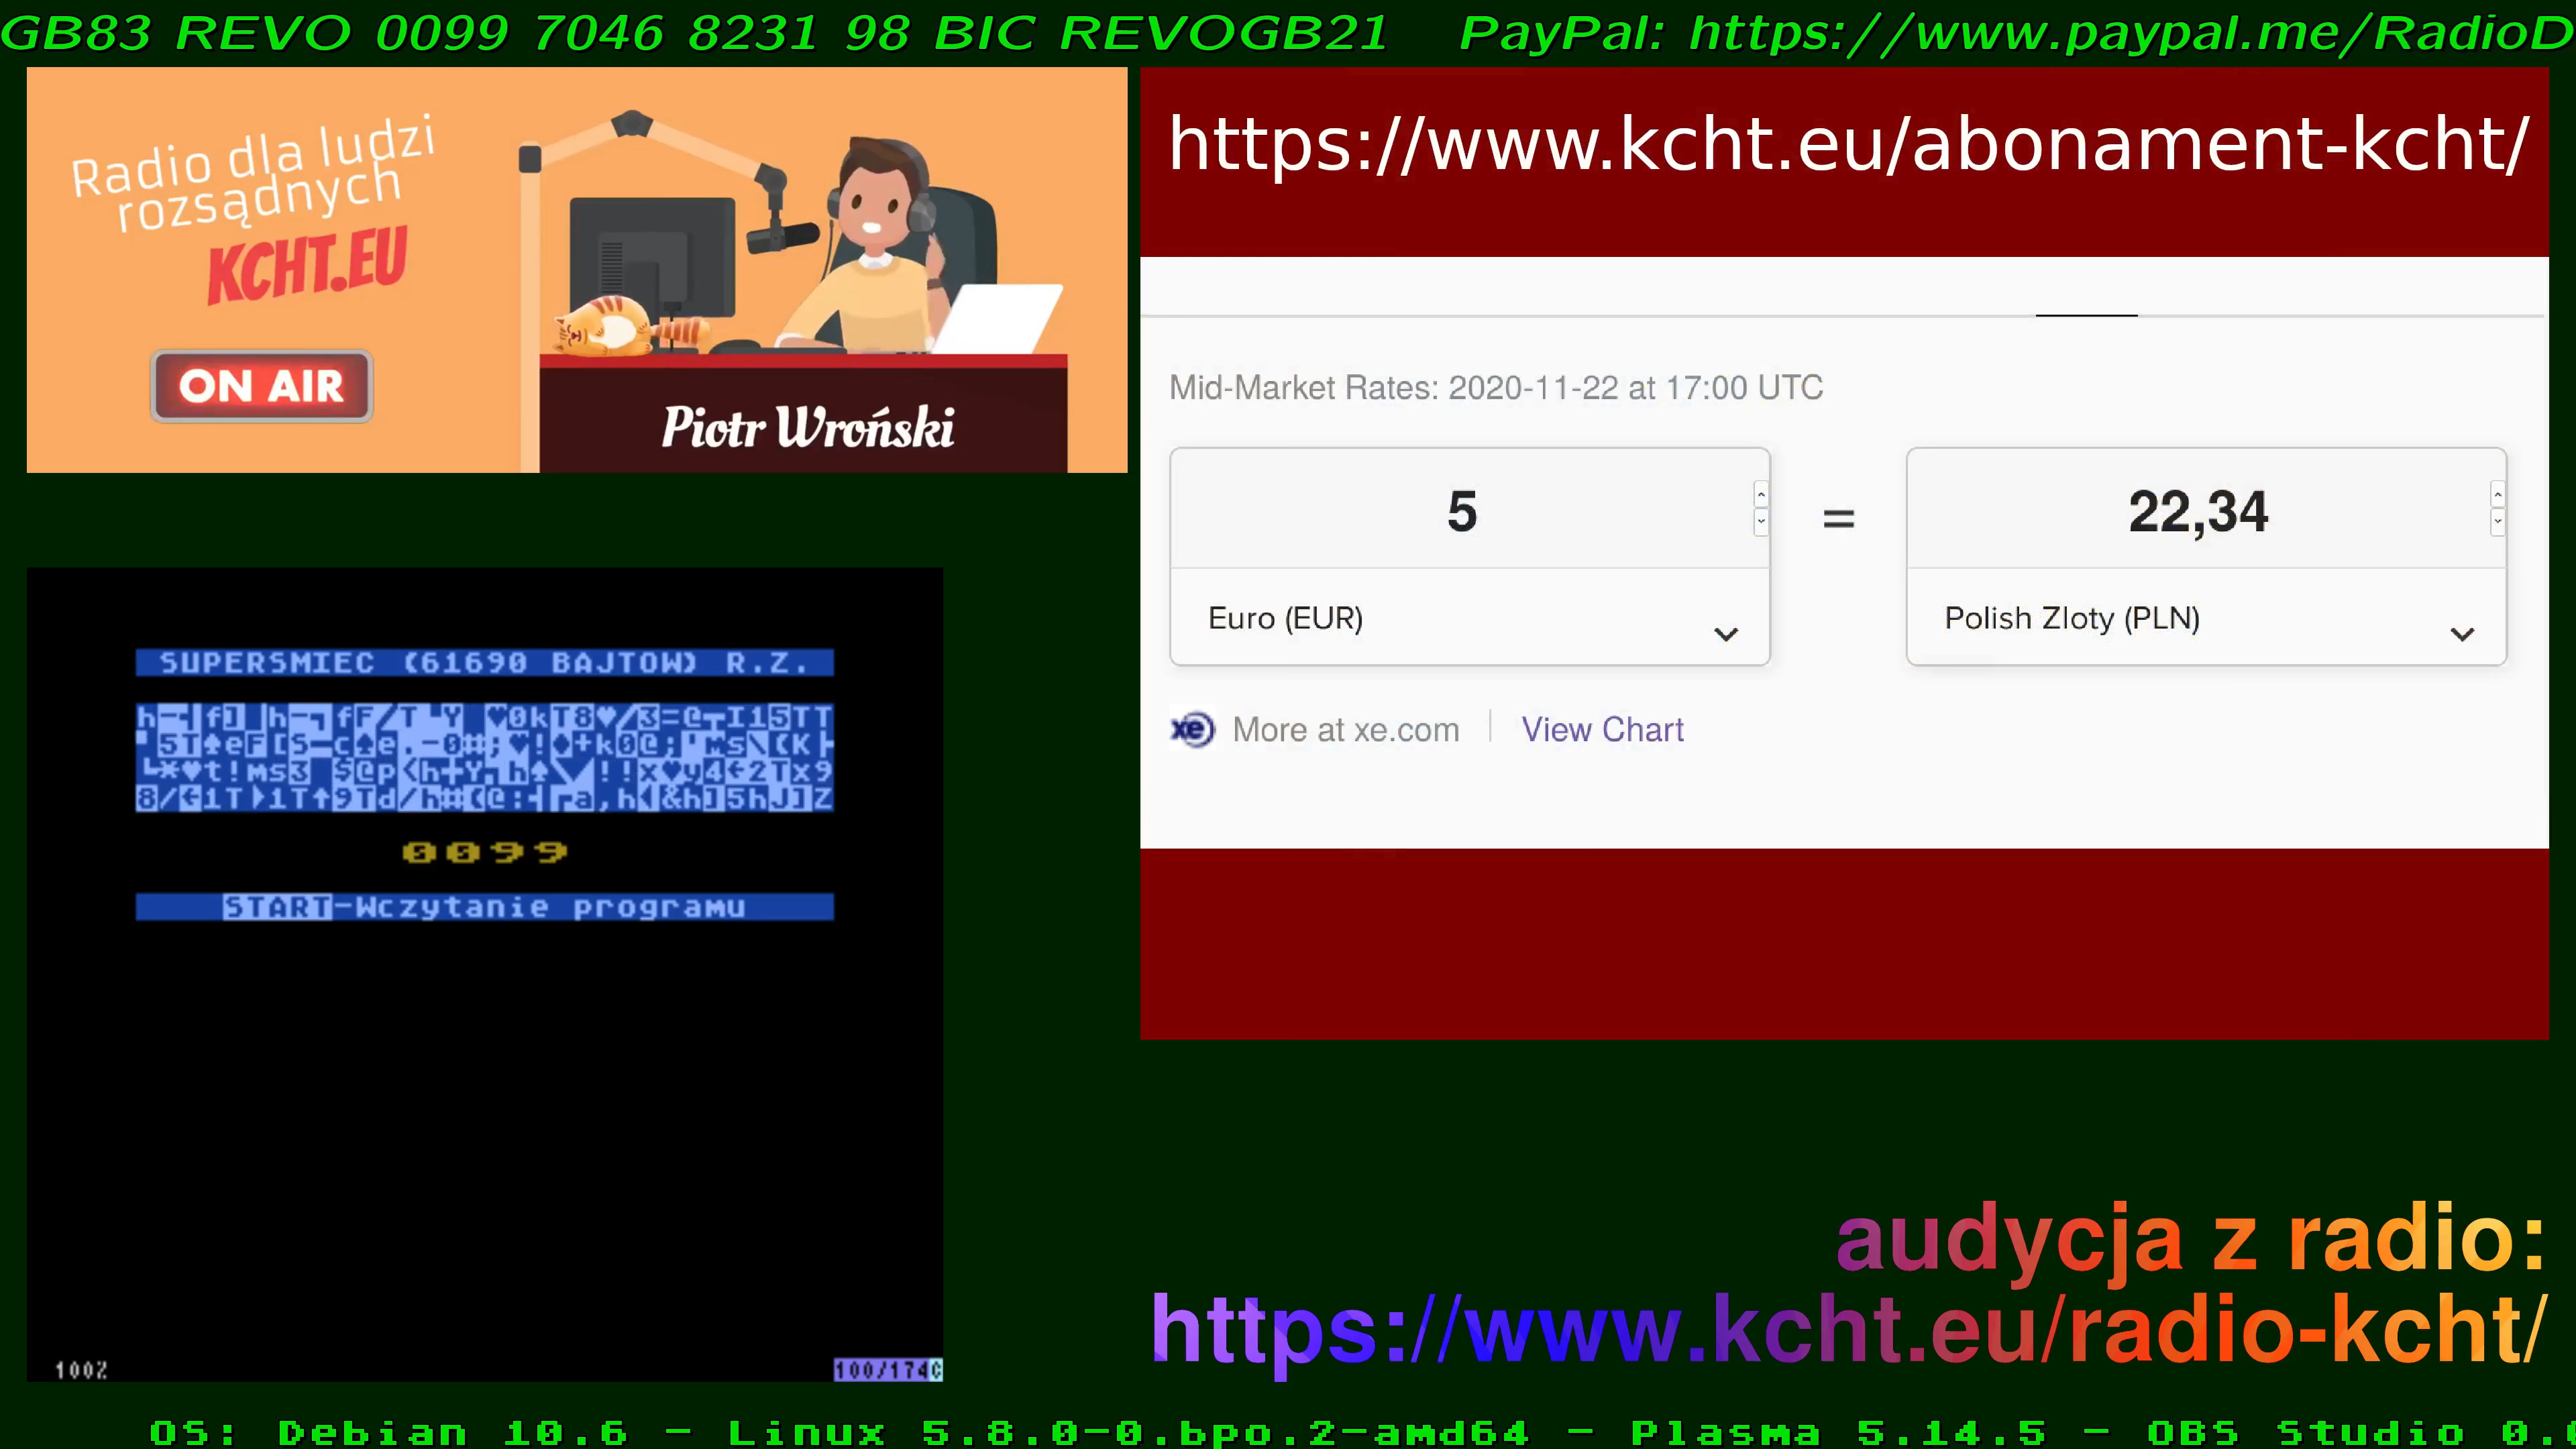 GB83 REVO 0099 7046 8231 98 BIC REVOGB21 PayPal: https://www.paypal.me/RadioD
Radio dla ludzi
rozsądnych
KCHT.EU
ON AIR
Piotr Wroński
https://www.kcht.eu/abonament-kcht/
Mid-Market Rates: 2020-11-22 at 17:00 UTC
5 = 22,34
Euro (EUR) Polish Zloty (PLN)
xe More at xe.com View Chart
SUPERSMIEC (61690 BAJTOW) R.Z.
0099
START-Wczytanie programu
100% 100/174C
audycja z radio:
https://www.kcht.eu/radio-kcht/
OS: Debian 10.6 - Linux 5.8.0-0.bpo.2-amd64 - Plasma 5.14.5 - OBS Studio 0.